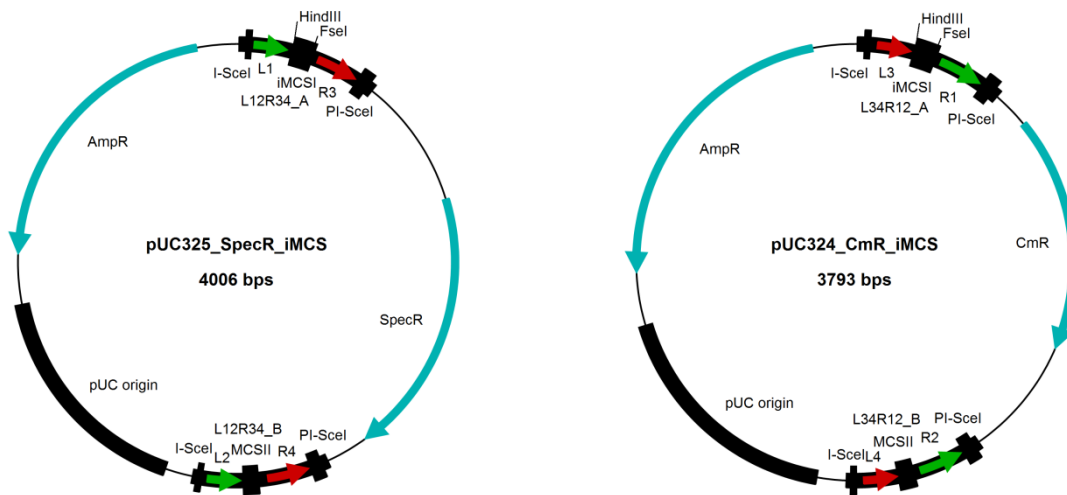 HindIII
FseI
I-SceI
L1
iMCSI
R3
L12R34_A
PI-SceI
AmpR
pUC325_SpecR_iMCS
4006 bps
SpecR
pUC origin
L12R34_B
PI-SceI
I-SceI
MCSII
R4
L2
HindIII
FseI
I-SceI
L3
iMCSI
R1
L34R12_A
PI-SceI
AmpR
CmR
pUC324_CmR_iMCS
3793 bps
pUC origin
L34R12_B
PI-SceI
MCSII
R2
I-SceI
L4